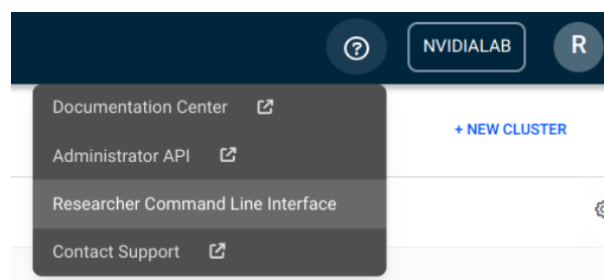 NVIDIALAB
R
Documentation Center
+ NEW CLUSTER
Administrator API
Researcher Command Line Interface
Contact Support